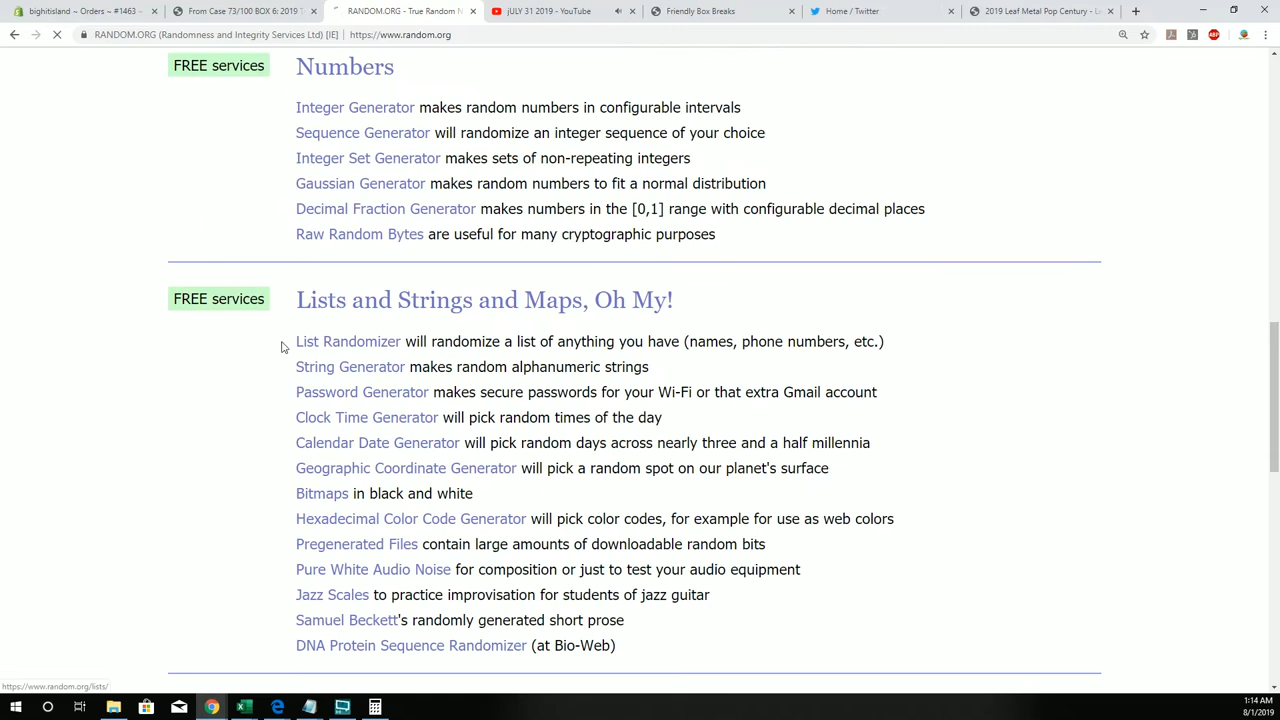 bighitisland ~ Orders ~ #1463 ~
From Case 73/100 BOX 6: 2019 T
RANDOM.ORG - True Random N
jULY 31 2019 - YouTube
Friendly Box Breaks
Home / Twitter
2019 Leaf Metal Pop Century - Le
RANDOM.ORG (Randomness and Integrity Services Ltd) [IE] | https://www.random.org
ABP
FREE services
Numbers
Integer Generator makes random numbers in configurable intervals
Sequence Generator will randomize an integer sequence of your choice
Integer Set Generator makes sets of non-repeating integers
Gaussian Generator makes random numbers to fit a normal distribution
Decimal Fraction Generator makes numbers in the [0,1] range with configurable decimal places
Raw Random Bytes are useful for many cryptographic purposes
FREE services
Lists and Strings and Maps, Oh My!
List Randomizer will randomize a list of anything you have (names, phone numbers, etc.)
String Generator makes random alphanumeric strings
Password Generator makes secure passwords for your Wi-Fi or that extra Gmail account
Clock Time Generator will pick random times of the day
Calendar Date Generator will pick random days across nearly three and a half millennia
Geographic Coordinate Generator will pick a random spot on our planet's surface
Bitmaps in black and white
Hexadecimal Color Code Generator will pick color codes, for example for use as web colors
Pregenerated Files contain large amounts of downloadable random bits
Pure White Audio Noise for composition or just to test your audio equipment
Jazz Scales to practice improvisation for students of jazz guitar
Samuel Beckett's randomly generated short prose
DNA Protein Sequence Randomizer (at Bio-Web)
https://www.random.org/lists/
1:14 AM
8/1/2019